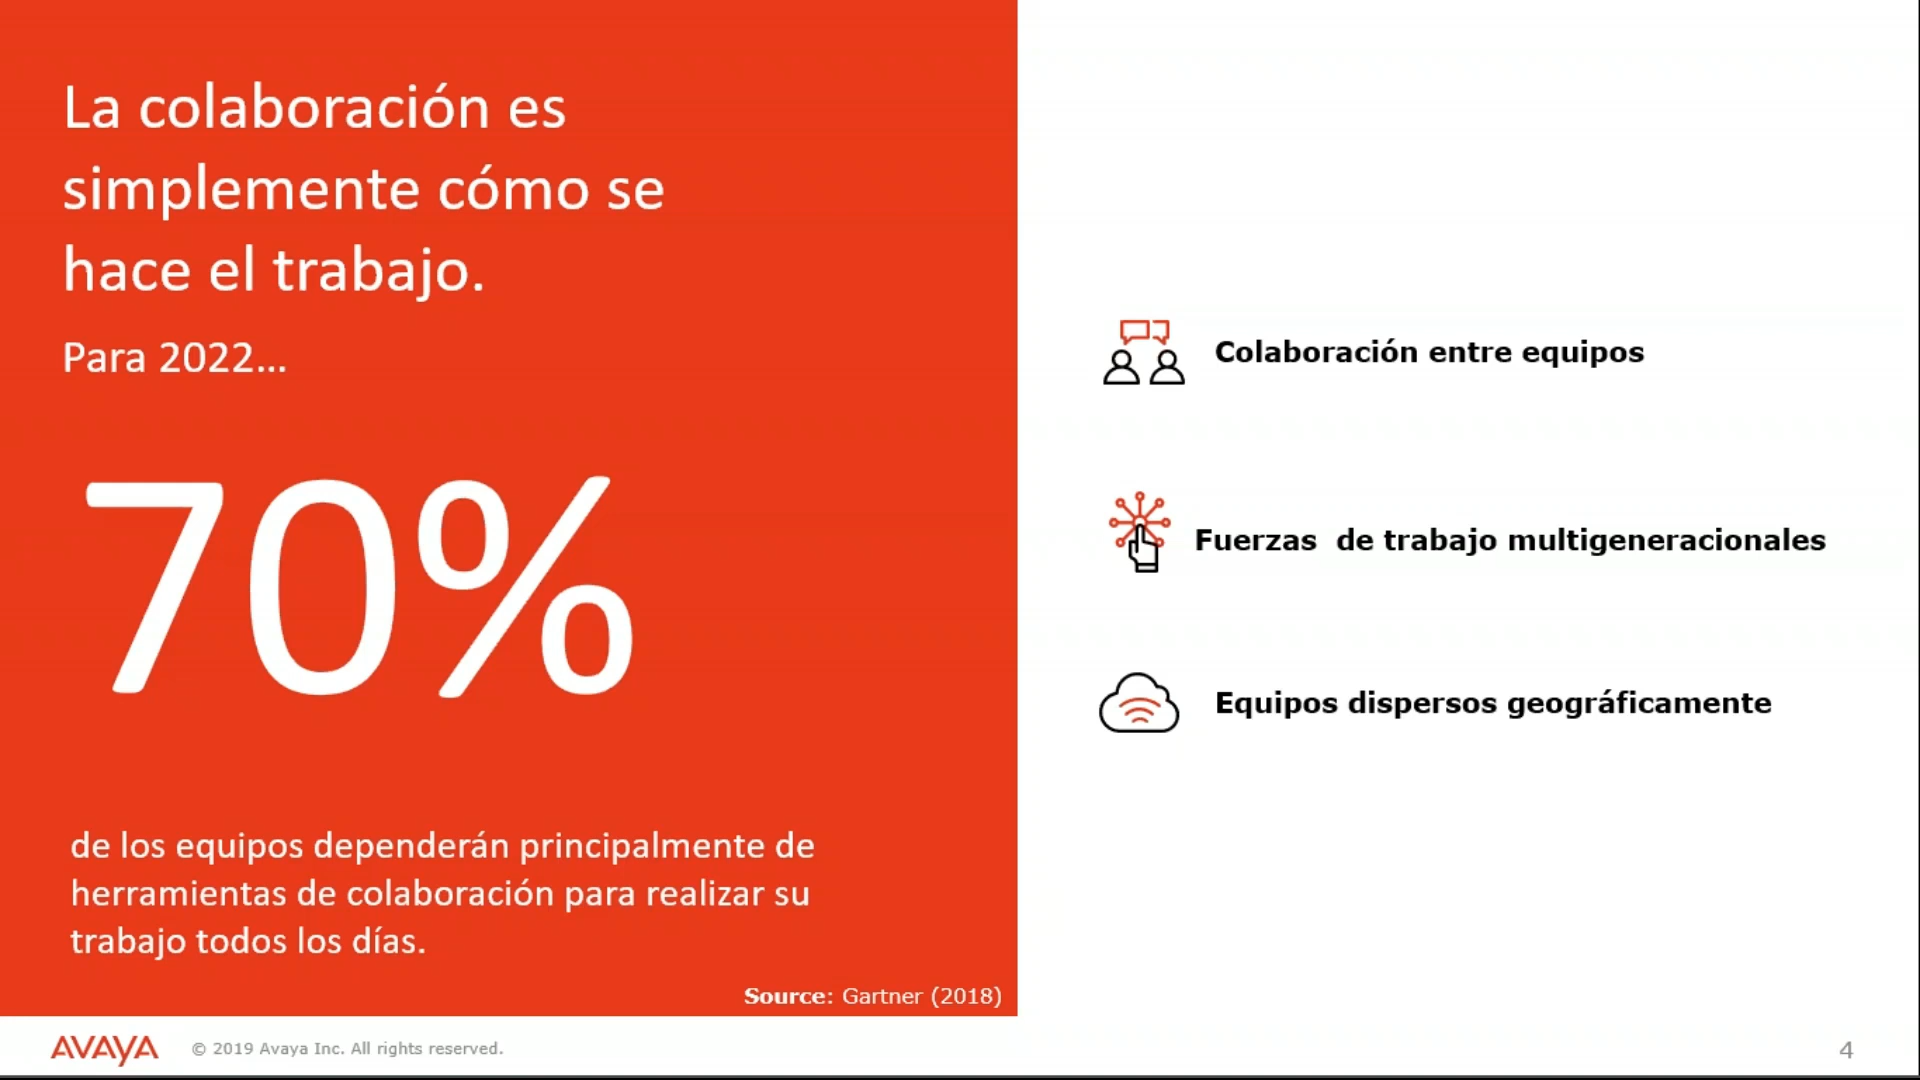 La colaboración es
simplemente cómo se
hace el trabajo.
Para 2022...
70%
de los equipos dependerán principalmente de
herramientas de colaboración para realizar su
trabajo todos los días.
Source: Gartner (2018)
Colaboración entre equipos
Fuerzas  de trabajo multigeneracionales
Equipos dispersos geográficamente
AVAYA
© 2019 Avaya Inc. All rights reserved.
4